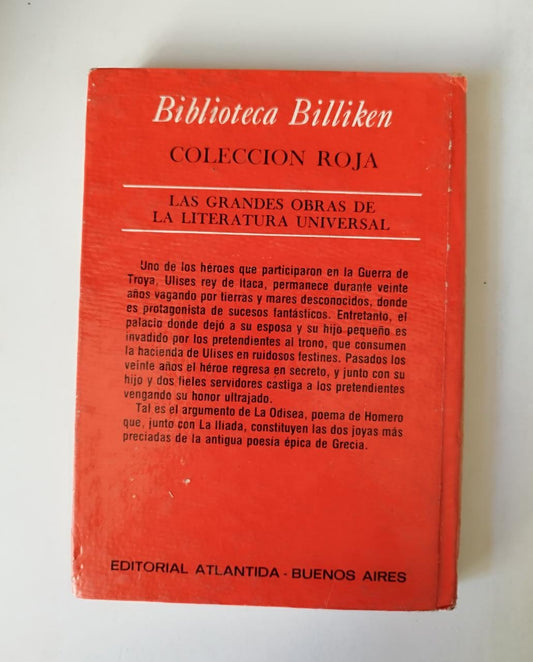 Biblioteca Billiken
COLECCION ROJA
LAS GRANDES OBRAS DE
LA LITERATURA UNIVERSAL
Uno de los héroes que participaron en la Guerra de
Troya, Ulises rey de Itaca, permanece durante veinte
años vagando por tierras y mares desconocidos, donde
es protagonista de sucesos fantásticos. Entretanto, el
palacio donde dejó a su esposa y su hijo pequeño es
invadido por los pretendientes al trono, que consumen
la hacienda de Ulises en ruidosos festines. Pasados los
veinte años el héroe regresa en secreto, y junto con su
hijo y dos fieles servidores castiga a los pretendientes
vengando su honor ultrajado.
Tal es el argumento de La Odisea, poema de Homero
que, junto con La Iliada, constituyen las dos joyas más
preciadas de la antigua poesía épica de Grecia.
EDITORIAL ATLANTIDA - BUENOS AIRES